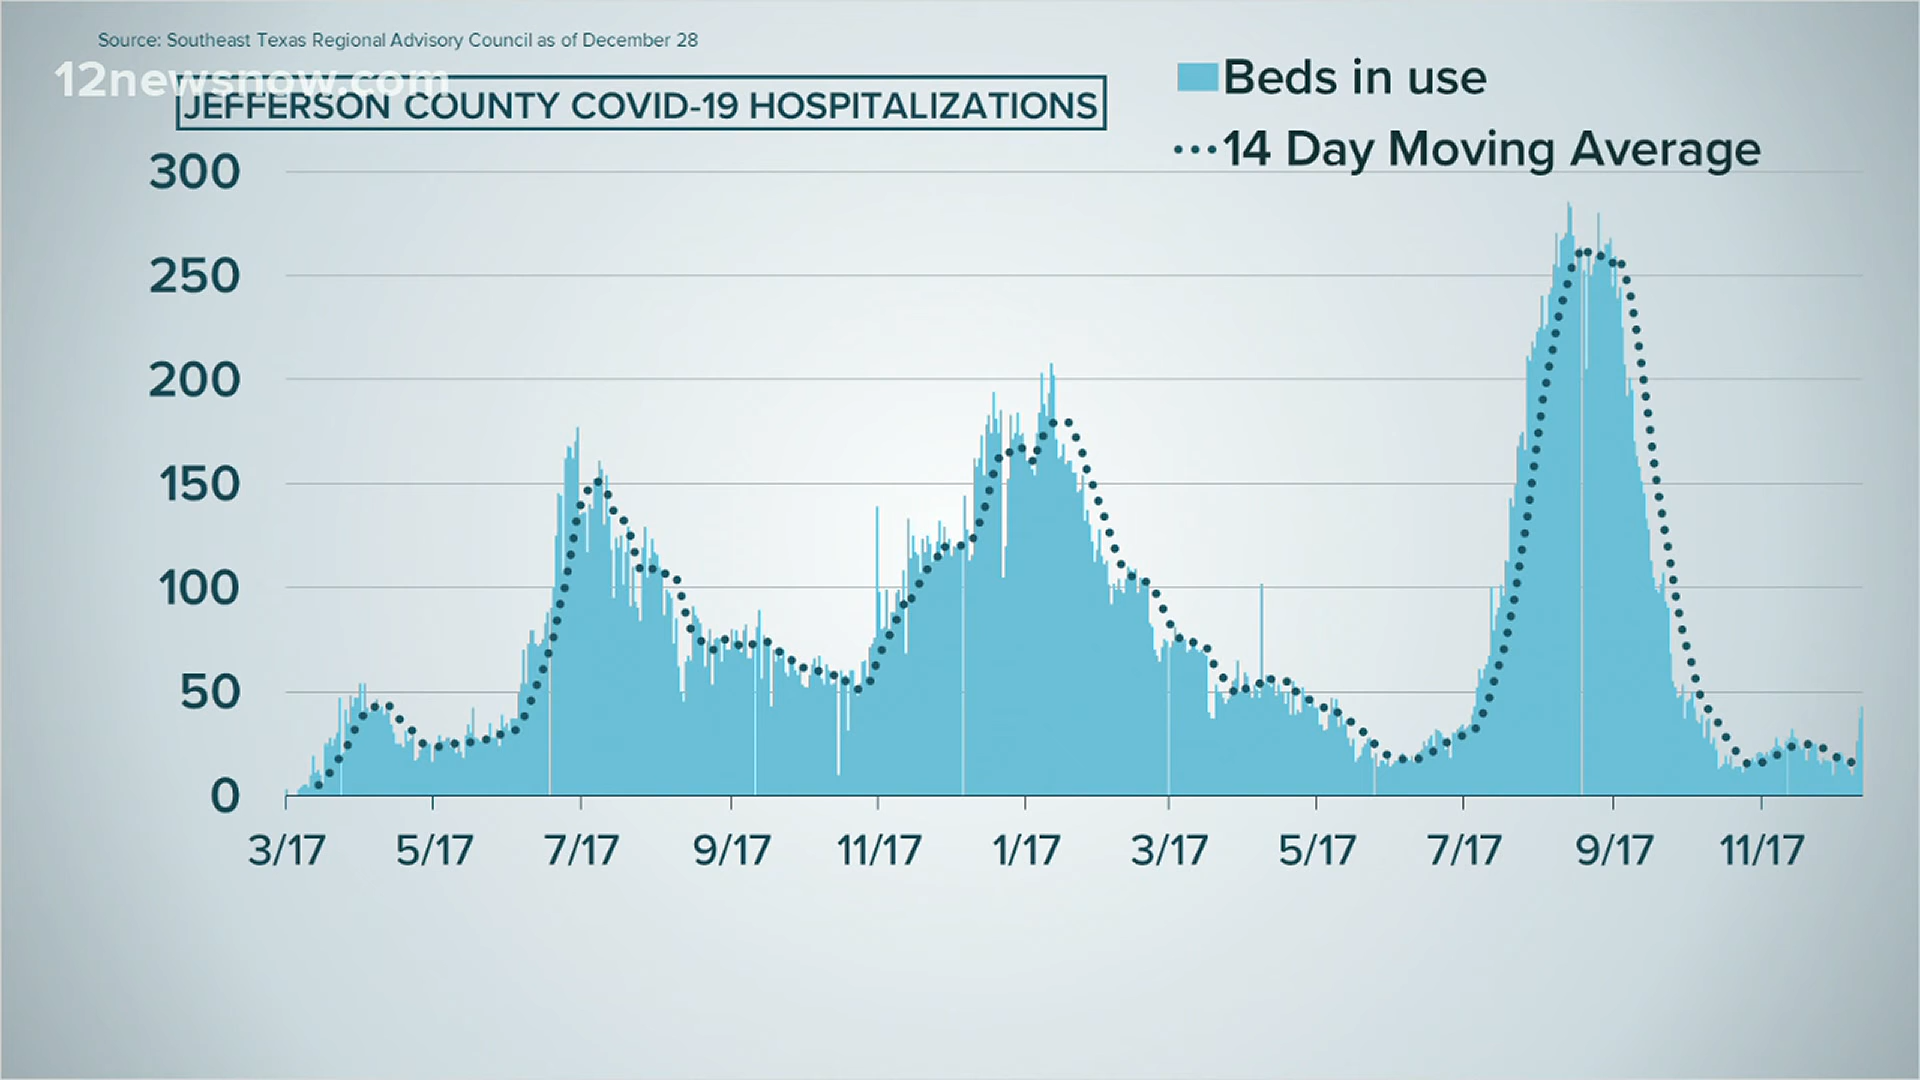 Source: Southeast Texas Regional Advisory Council as of December 28
12newsnow.com
JEFFERSON COUNTY COVID-19 HOSPITALIZATIONS
Beds in use
14 Day Moving Average
300
250
200
150
100
50
0
3/17 5/17 7/17 9/17 11/17 1/17 3/17 5/17 7/17 9/17 11/17